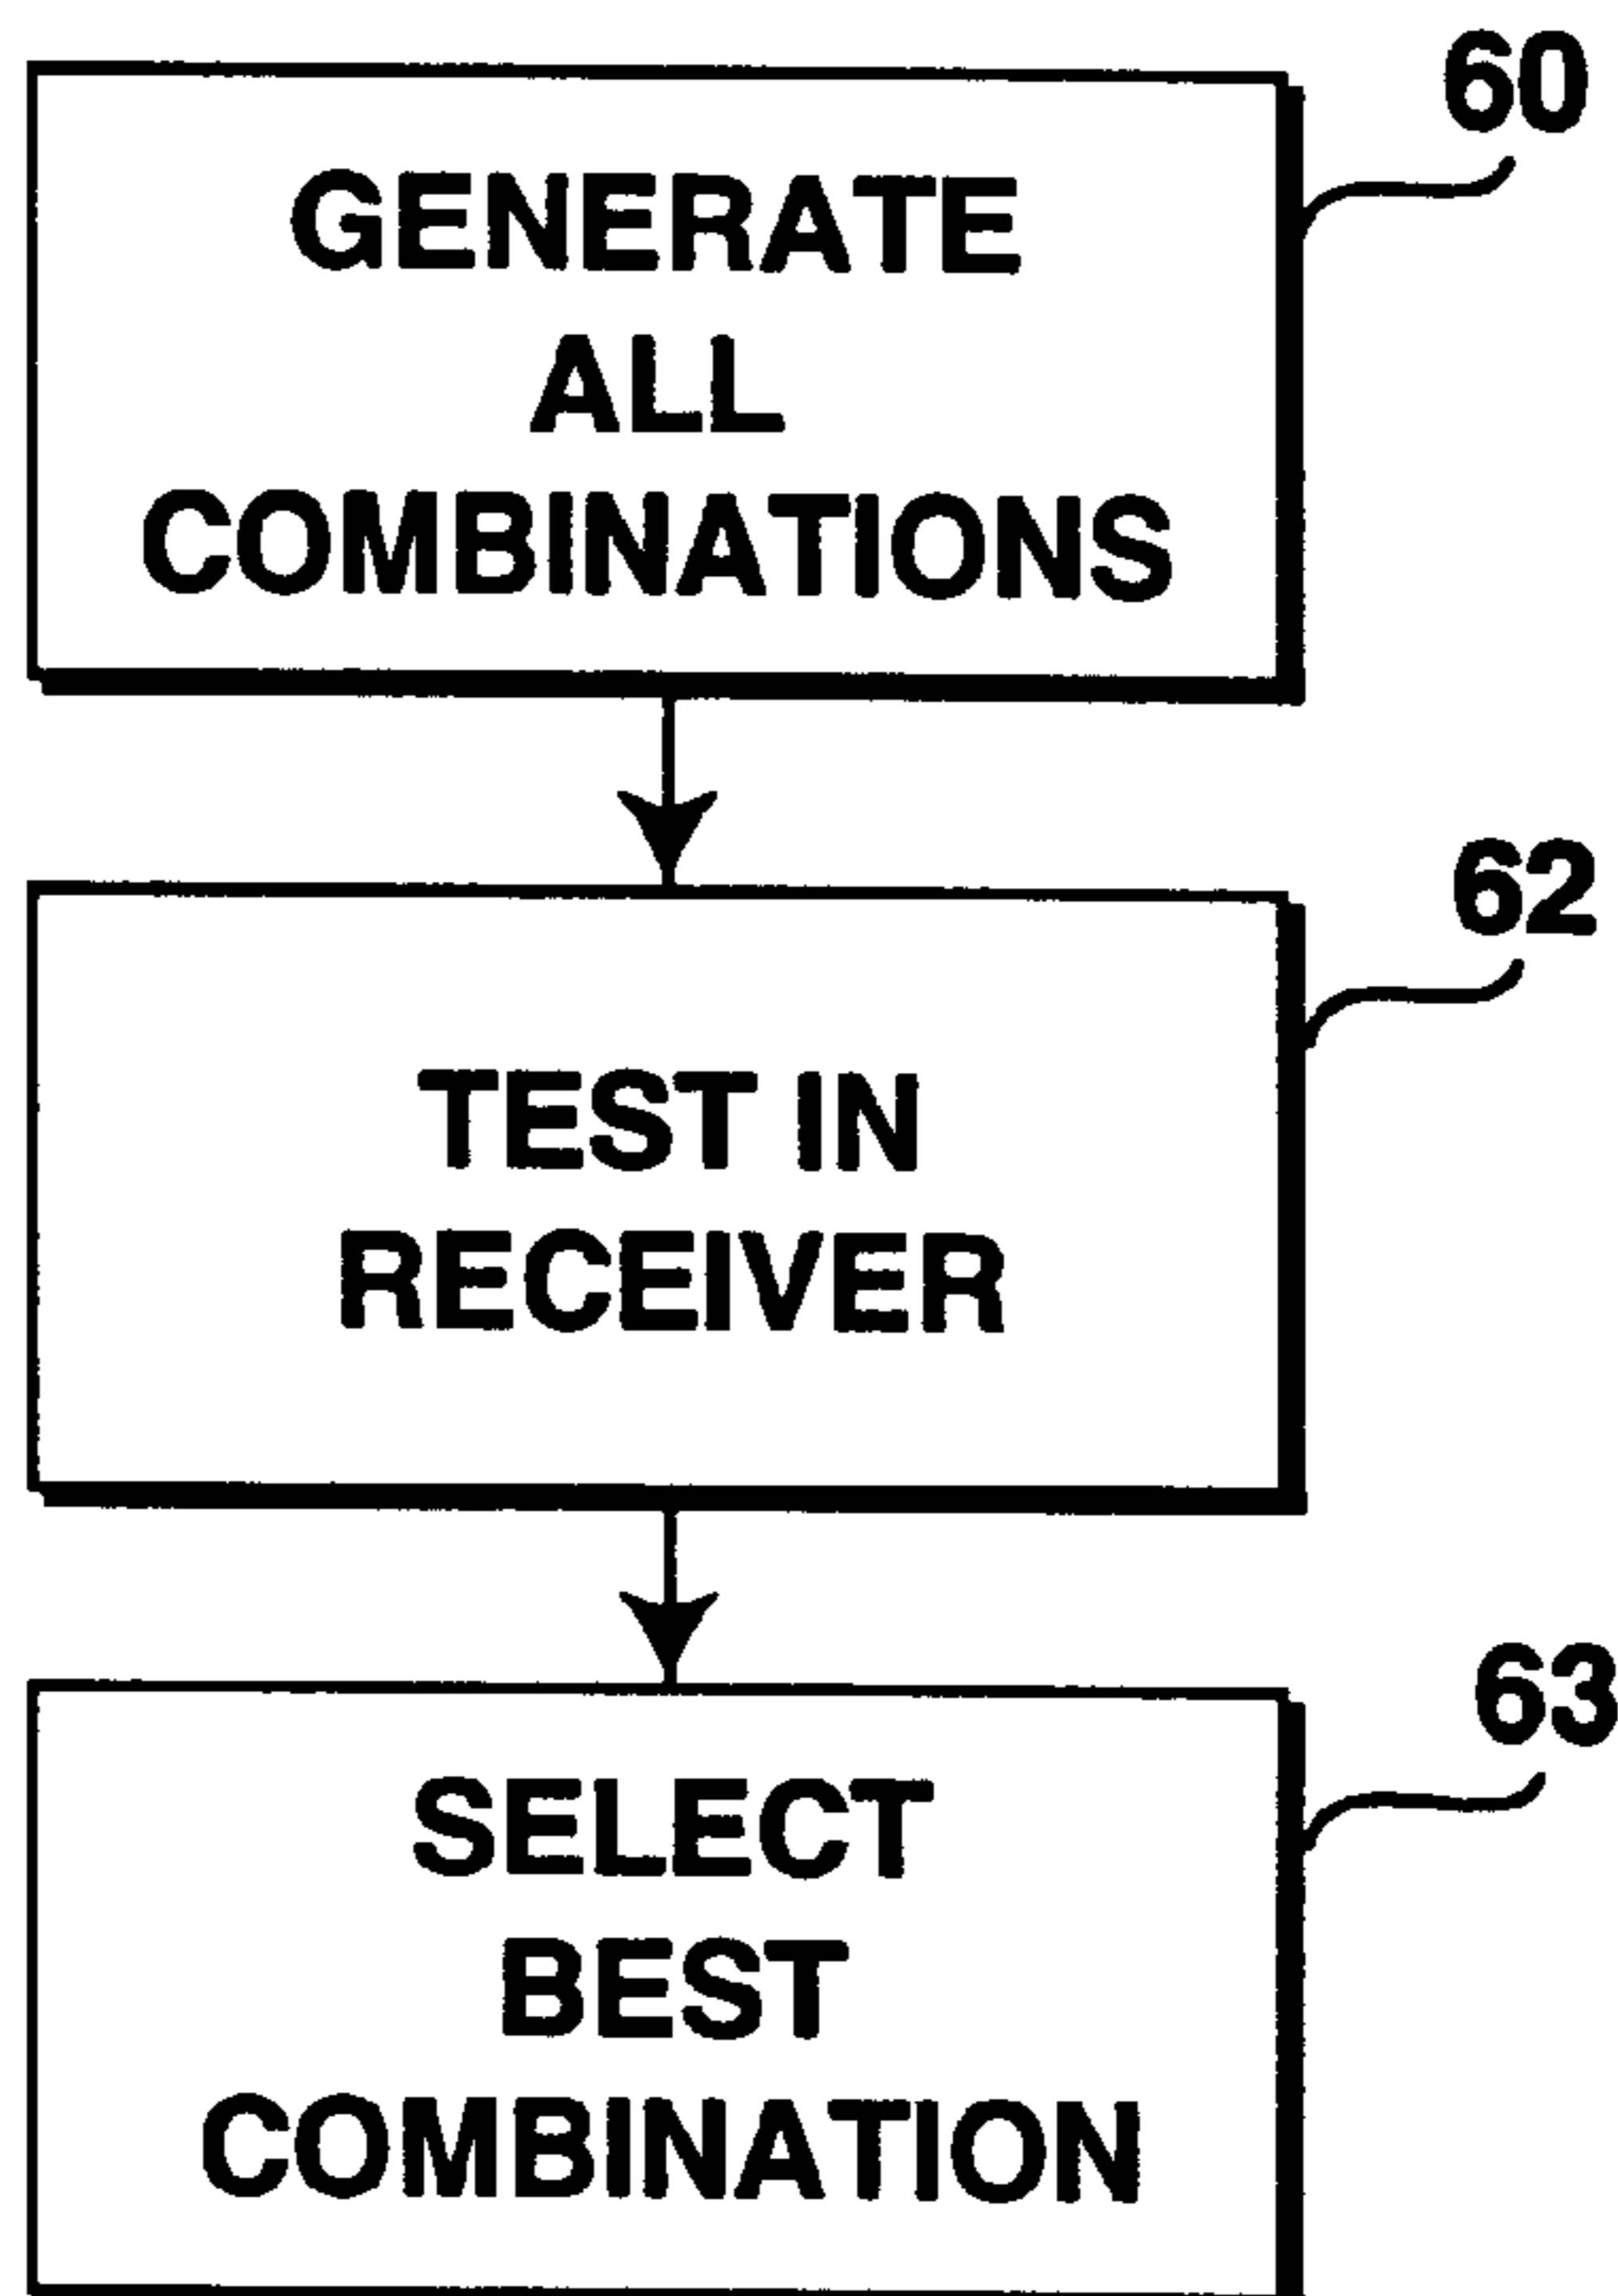 60
GENERATE
ALL
COMBINATIONS
62
TEST IN
RECEIVER
63
SELECT
BEST
COMBINATION